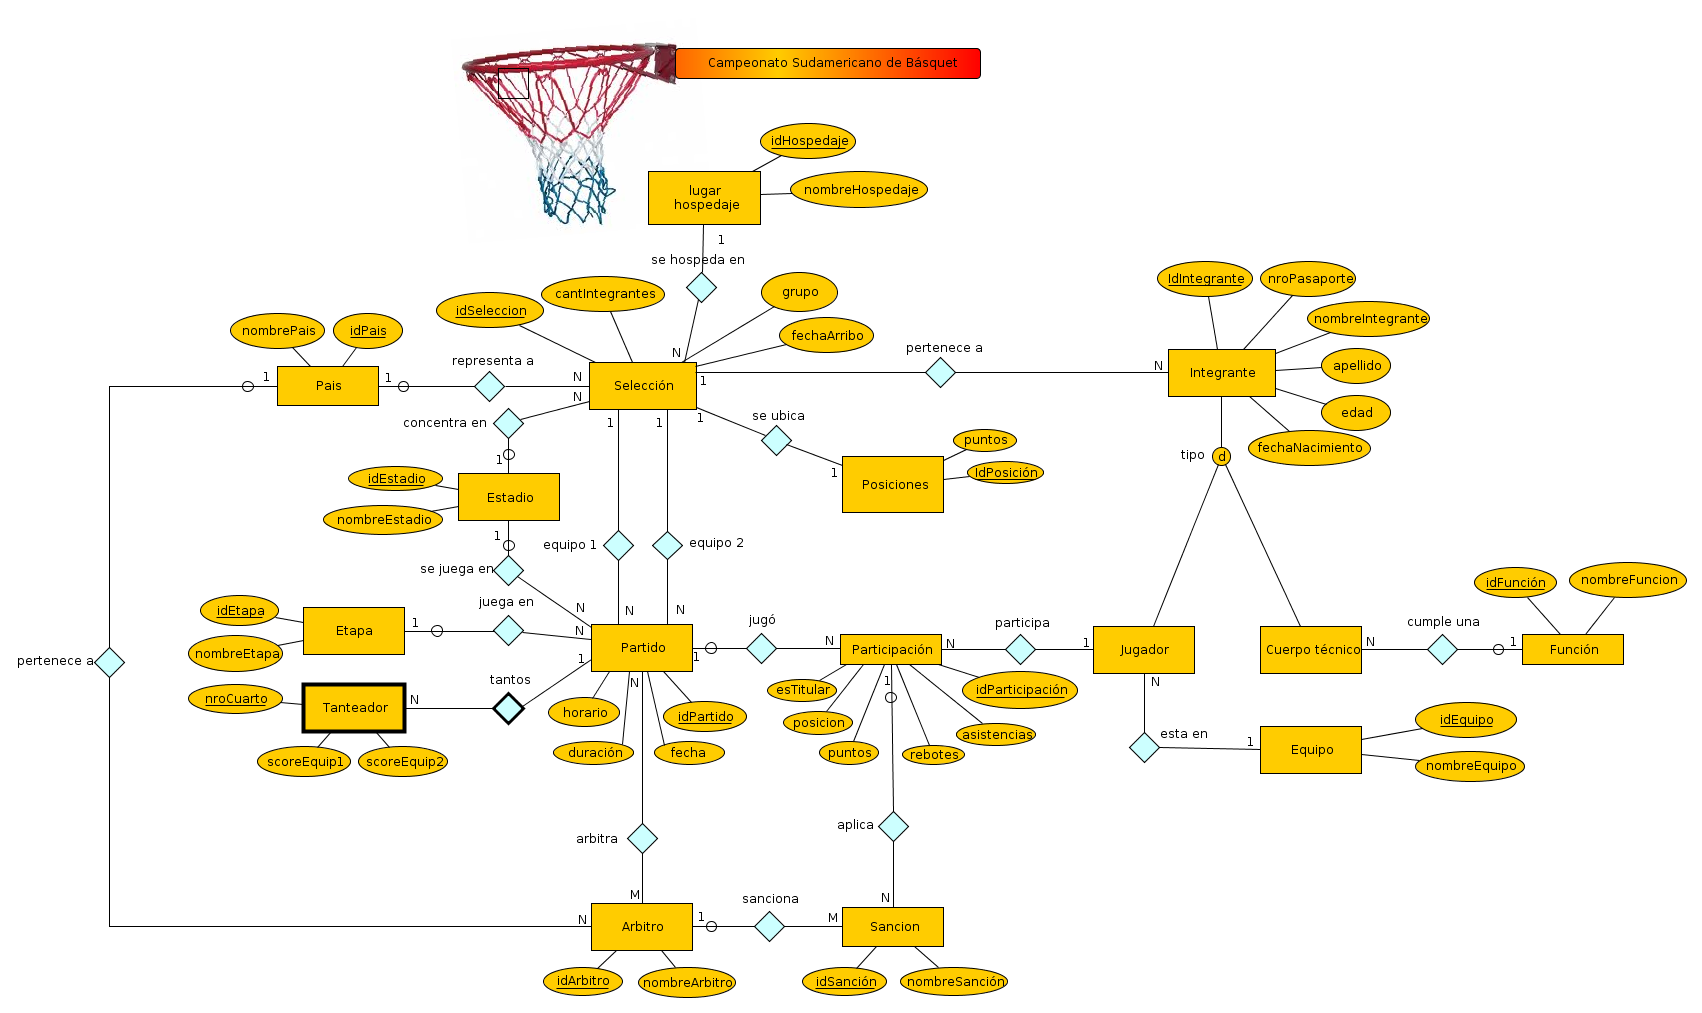 Campeonato Sudamericano de Básquet
idHospedaje
lugar
hospedaje
nombreHospedaje
1
se hospeda en
cantIntegrantes
grupo
idSeleccion
fechaArribo
N
IdIntegrante
nroPasaporte
nombreIntegrante
nombrePais
idPais
representa a
pertenece a
apellido
edad
fechaNacimiento
1
Pais
1
N
Selección
1
N
Integrante
N
concentra en
1
1
1
1
se ubica
puntos
IdPosición
1
Posiciones
tipo
d
1
idEstadio
Estadio
nombreEstadio
1
equipo 1
equipo 2
se juega en
N
N
N
juega en
idEtapa
1
Etapa
N
nombreEtapa
Partido
1
jugó
N
Participación
N
participa
1
Jugador
Cuerpo técnico
N
cumple una
1
Función
idFunción
nombreFuncion
pertenece a
1
tantos
nroCuarto
Tanteador
N
scoreEquip1
scoreEquip2
N
horario
idPartido
duración
fecha
esTitular
1
idParticipación
posicion
puntos
rebotes
asistencias
N
esta en
1
Equipo
idEquipo
nombreEquipo
arbitra
aplica
M
N
sanciona
N
Arbitro
1
M
Sancion
idArbitro
nombreArbitro
idSanción
nombreSanción